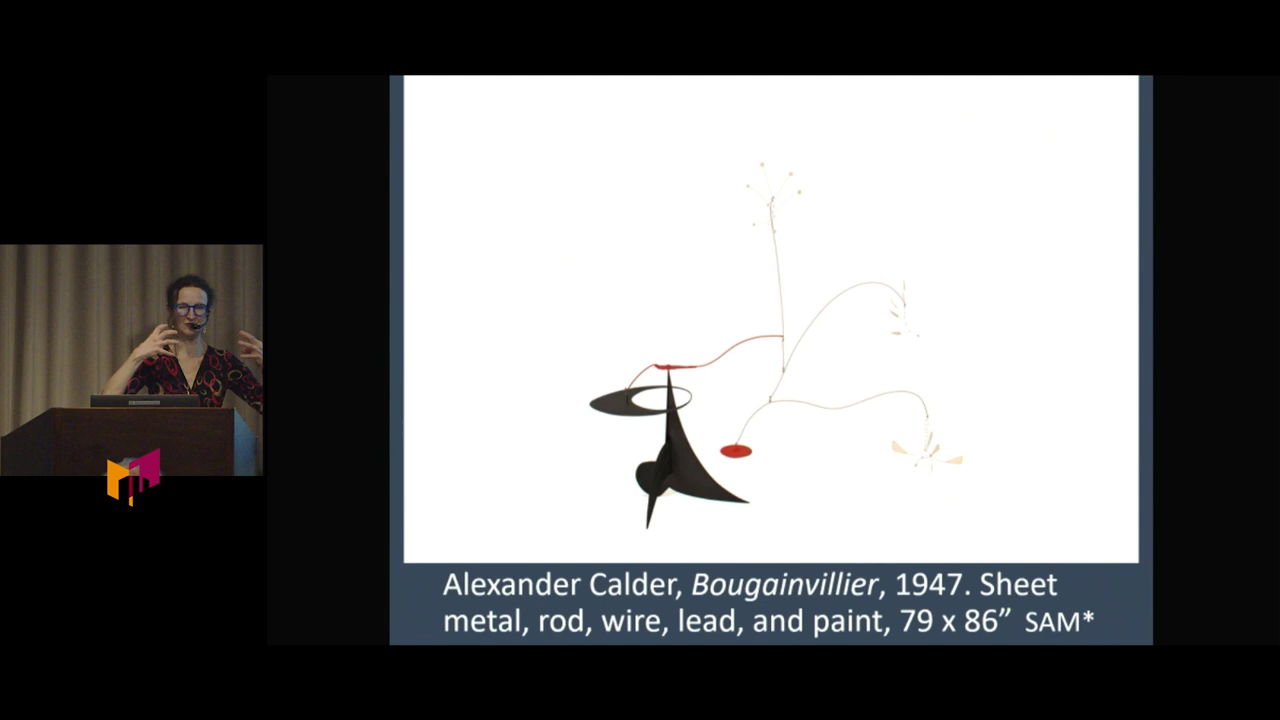 Alexander Calder, Bougainvillier, 1947. Sheet
metal, rod, wire, lead, and paint, 79 x 86” SAM*